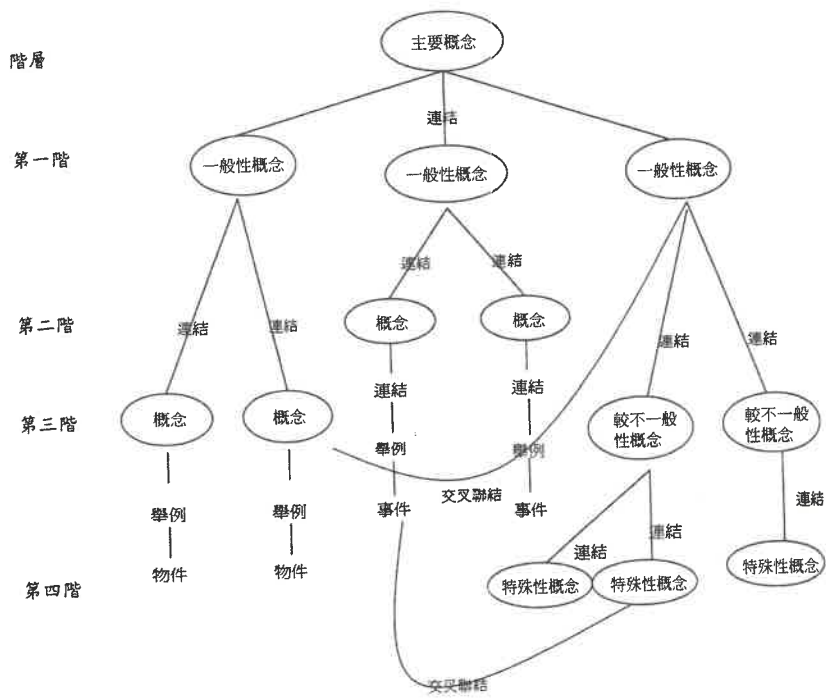 主要概念
階層
連結
第一階
一般性概念
一般性概念
一般性概念
連結
連結
第二階
連結
連結
概念
概念
連結
連結
連結
連結
第三階
概念
概念
較不一般
性概念
較不一般
性概念
舉例
舉例
交叉聯結
連結
舉例
舉例
事件
事件
連結
連結
物件
物件
第四階
特殊性概念
特殊性概念
特殊性概念
交叉聯結